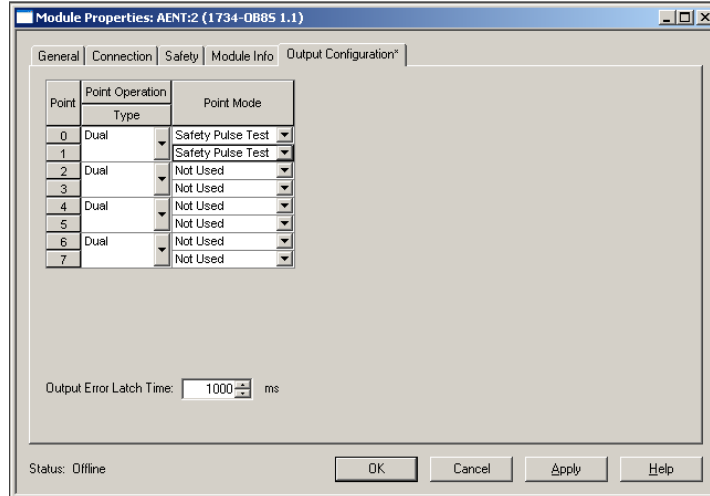 Module Properties: AENT:2 (1734-OB8S 1.1)
General Connection Safety Module Info Output Configuration*
Point Point Operation Point Mode
Type
0 Dual Safety Pulse Test
1 Safety Pulse Test
2 Dual Not Used
3 Not Used
4 Dual Not Used
5 Not Used
6 Dual Not Used
7 Not Used
Output Error Latch Time: 1000 ms
Status: Offline OK Cancel Apply Help